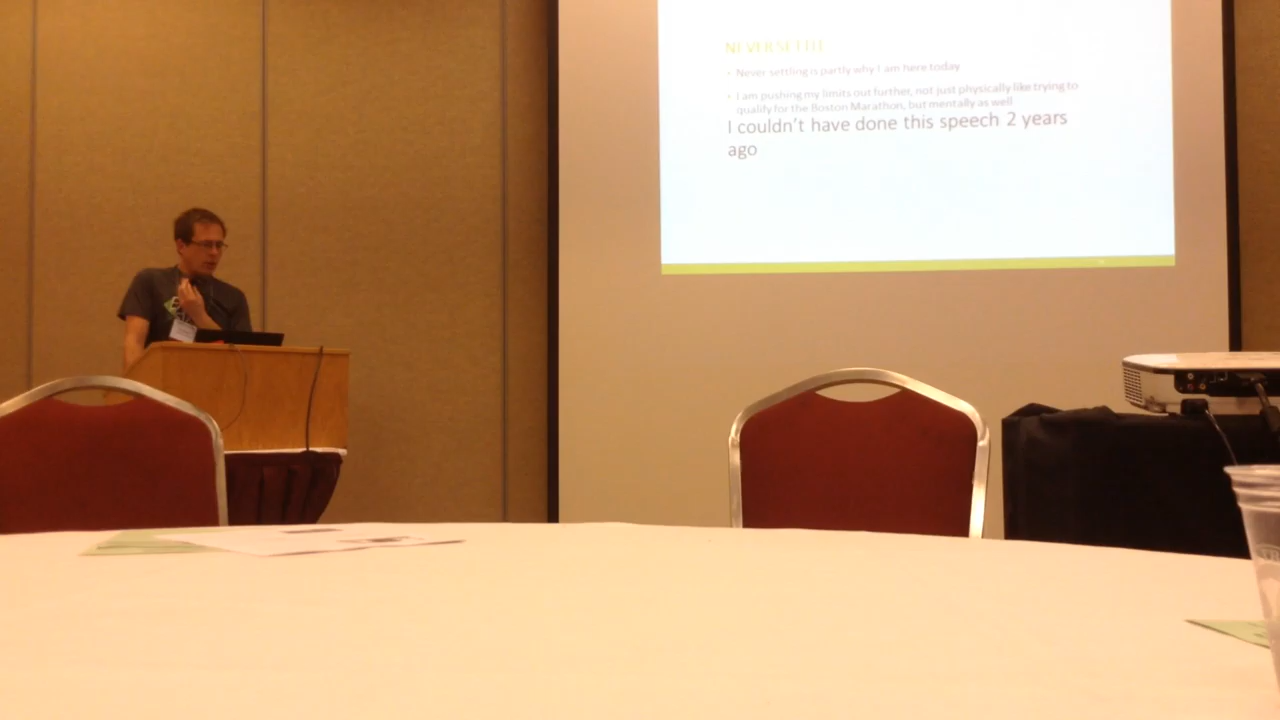 NEVER SETTLE
• Never settling is partly why I am here today
• I am pushing my limits out further, not just physically like trying to
qualify for the Boston Marathon, but mentally as well
I couldn't have done this speech 2 years
ago